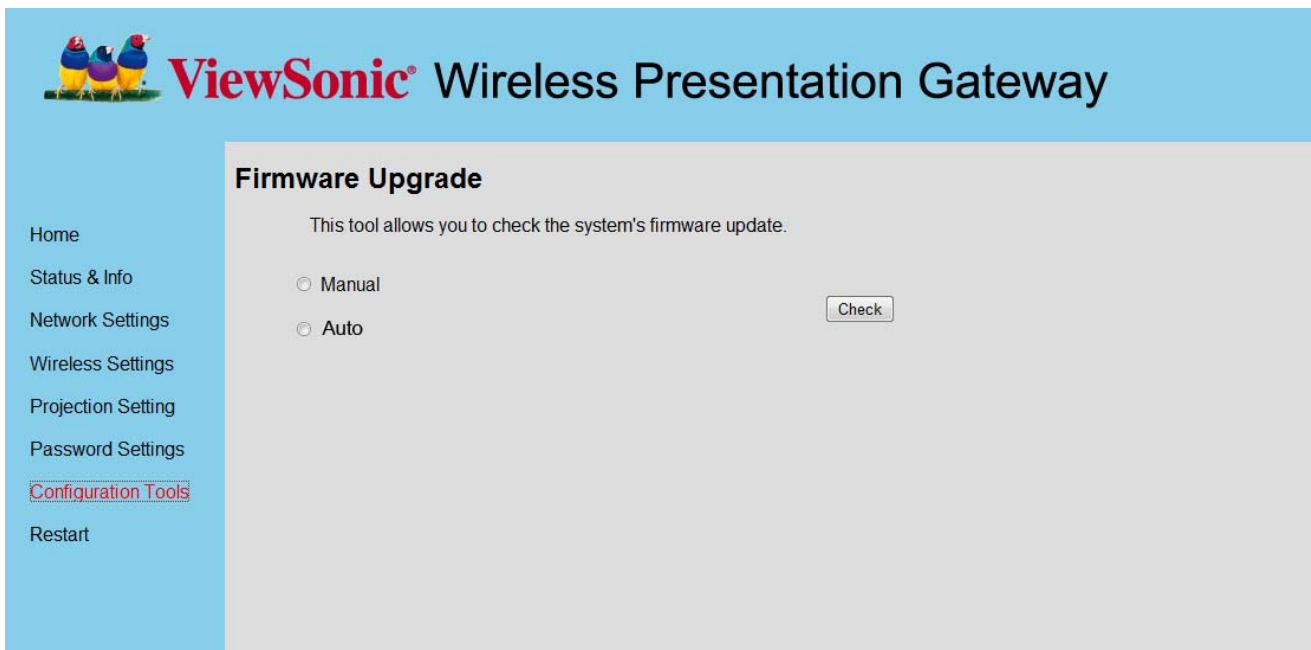 ViewSonic® Wireless Presentation Gateway
Firmware Upgrade
This tool allows you to check the system's firmware update.
Home
Status & Info
Network Settings
Wireless Settings
Projection Setting
Password Settings
Configuration Tools
Restart
Manual
Auto
Check